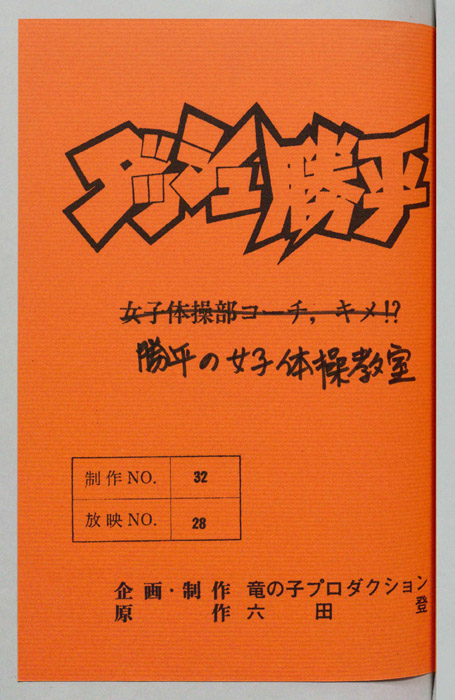 ダッシュ勝平
女子体操部コーチ,キメ!?
勝平の女子体操教室
制作NO. 32
放映NO. 28
企画・制作 竜の子プロダクション
原作 六田登